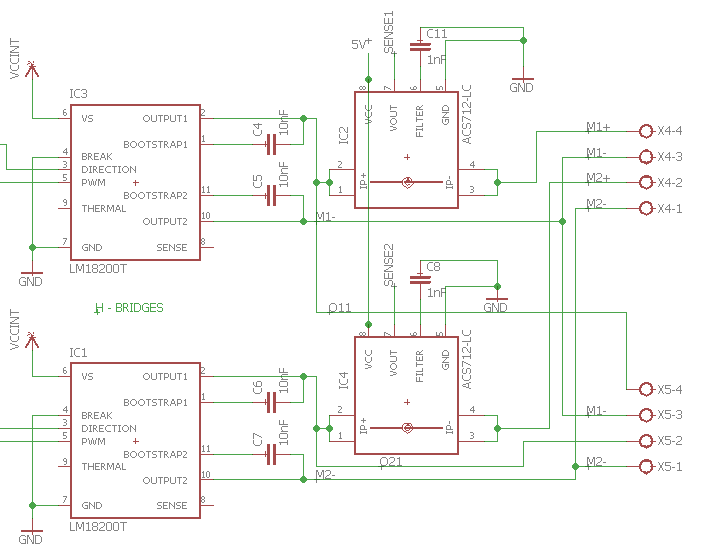 VCCINT
IC3
6 VS
OUTPUT1 2
BOOTSTRAP1 1
4 BREAK
3 DIRECTION
5 PWM
BOOTSTRAP2 11
9 THERMAL
OUTPUT2 10
7 GND
SENSE 8
LM18200T
GND
C4
10nF
C5
10nF
M1-
5V
SENSE1
C11
1nF
GND
8 7 6 5
VCC
VOUT
FILTER
GND
IC2
ACS712-LC
2
1
IP+
IP-
4
3
M1+ X4-4
M1- X4-3
M2+ X4-2
M2- X4-1
H - BRIDGES
VCCINT
IC1
6 VS
OUTPUT1 2
BOOTSTRAP1 1
4 BREAK
3 DIRECTION
5 PWM
BOOTSTRAP2 11
9 THERMAL
OUTPUT2 10
7 GND
SENSE 8
LM18200T
GND
C6
10nF
C7
10nF
M2-
O11
SENSE2
C8
1nF
GND
8 7 6 5
VCC
VOUT
FILTER
GND
IC4
ACS712-LC
2
1
IP+
IP-
4
3
O21
X5-4
M1- X5-3
X5-2
M2- X5-1